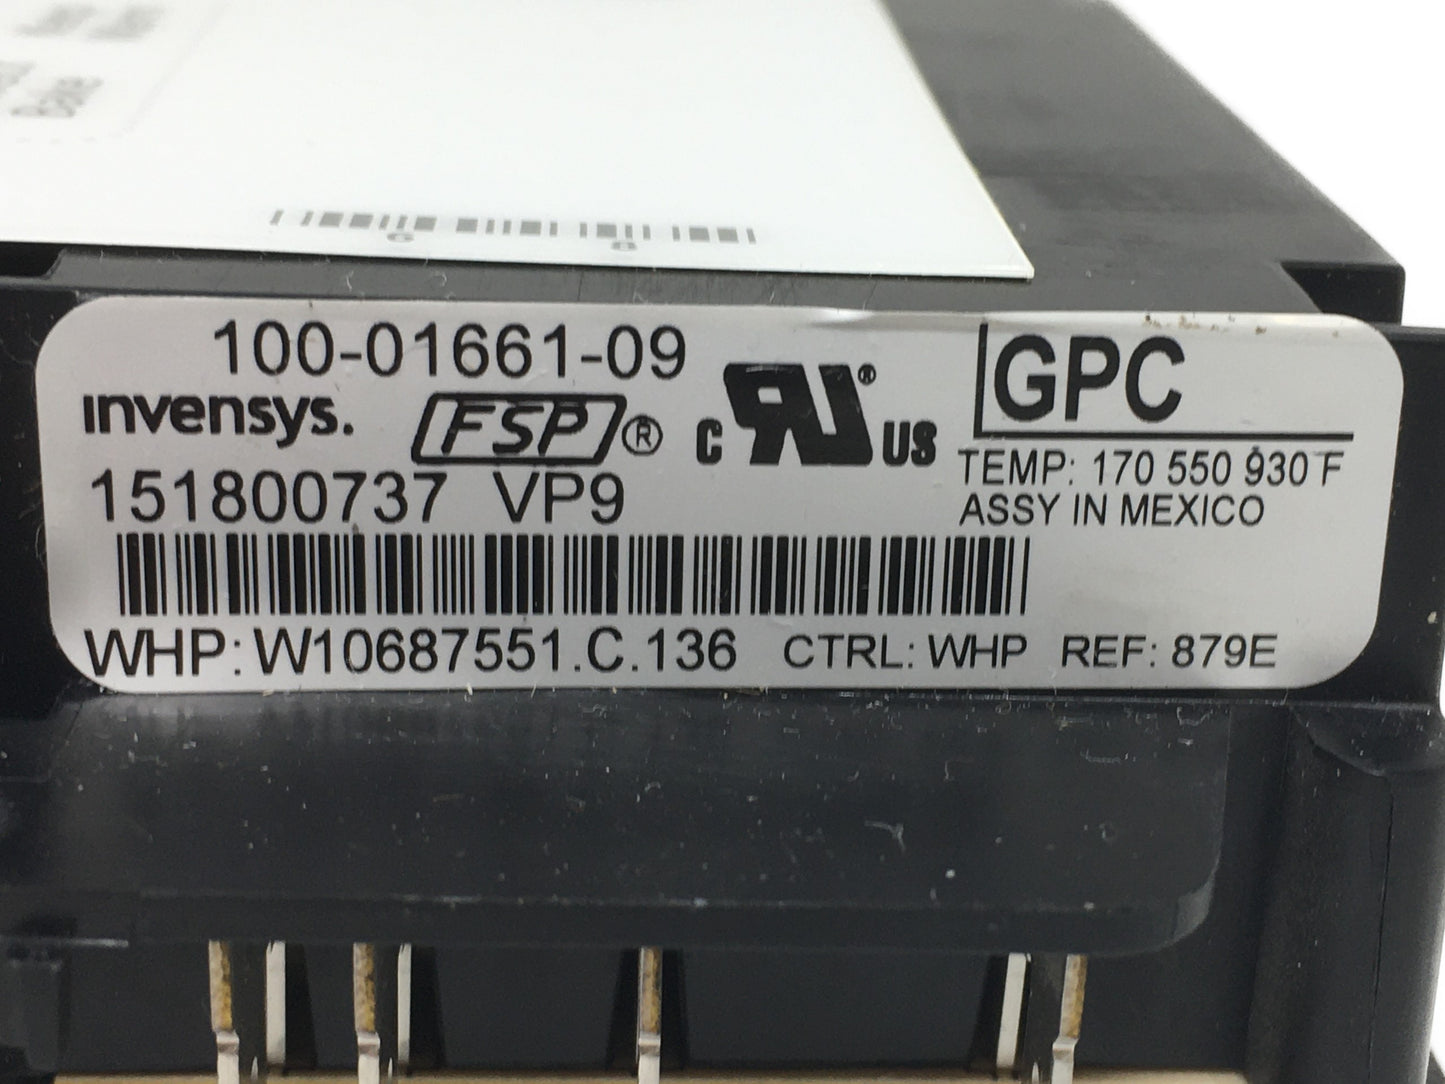 100-01661-09
invensys. FSP®
C RU® US
GPC
151800737 VP9
TEMP: 170 550 930 F
ASSY IN MEXICO
WHP: W10687551.C.136 CTRL: WHP REF: 879E